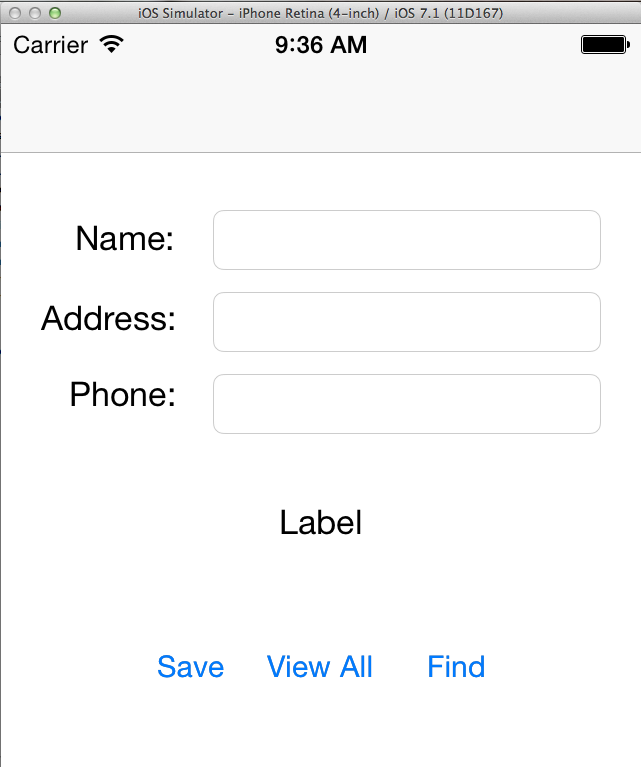 iOS Simulator – iPhone Retina (4-inch) / iOS 7.1 (11D167)
Carrier 9:36 AM
Name:
Address:
Phone:
Label
Save View All Find